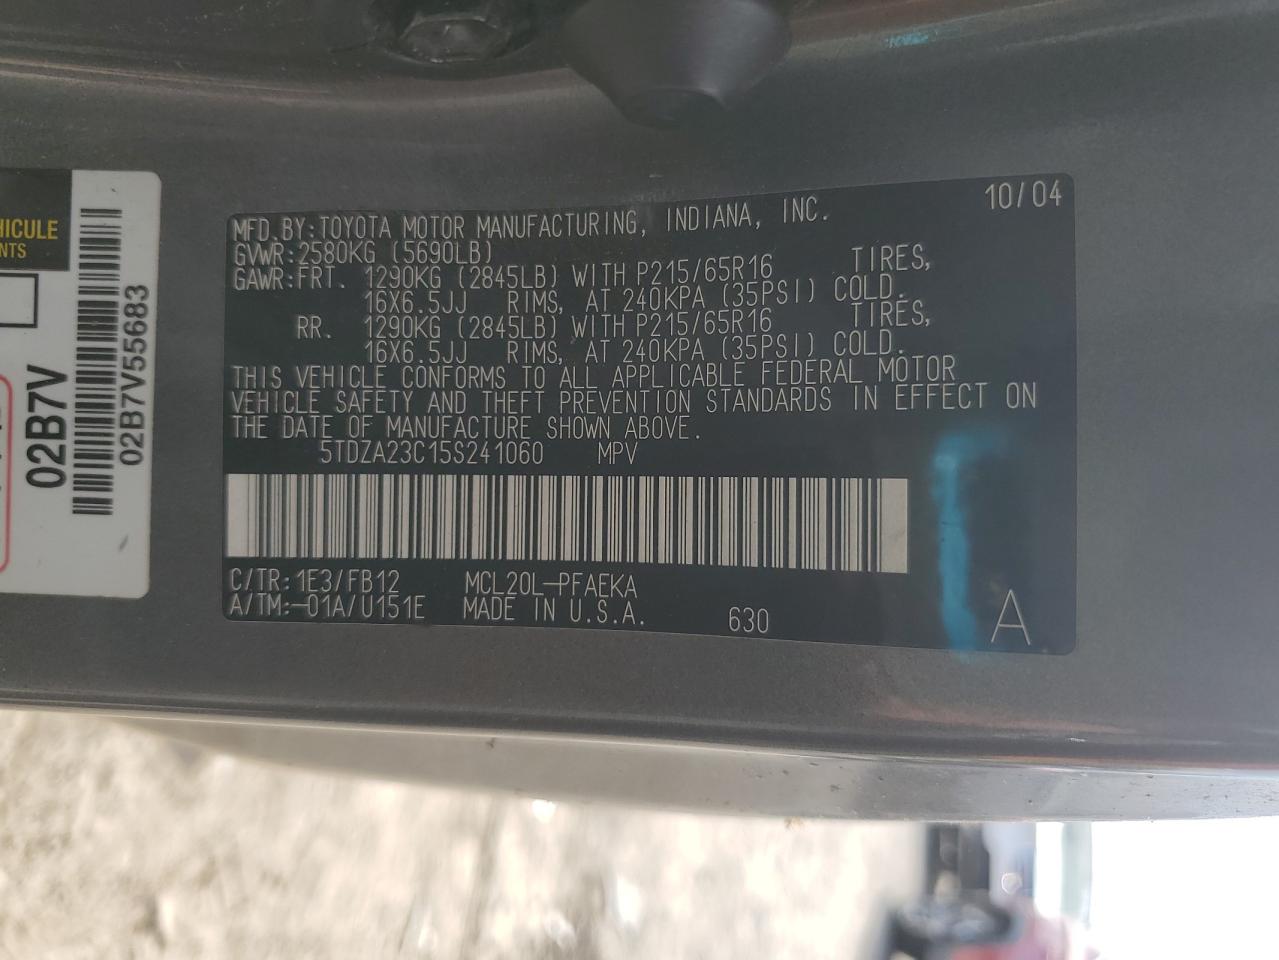 HICULE
NTS
02B7V
02B7V55683
10/04
MFD.BY:TOYOTA MOTOR MANUFACTURING, INDIANA, INC.
GVWR:2580KG (5690LB)
GAWR:FRT. 1290KG (2845LB) WITH P215/65R16 TIRES,
16X6.5JJ RIMS, AT 240KPA (35PSI) COLD.
RR. 1290KG (2845LB) WITH P215/65R16 TIRES,
16X6.5JJ RIMS, AT 240KPA (35PSI) COLD.
THIS VEHICLE CONFORMS TO ALL APPLICABLE FEDERAL MOTOR
VEHICLE SAFETY AND THEFT PREVENTION STANDARDS IN EFFECT ON
THE DATE OF MANUFACTURE SHOWN ABOVE.
5TDZA23C15S241060 MPV
C/TR: 1E3/FB12 MCL20L-PFAEKA
A/TM:-01A/U151E MADE IN U.S.A. 630 A